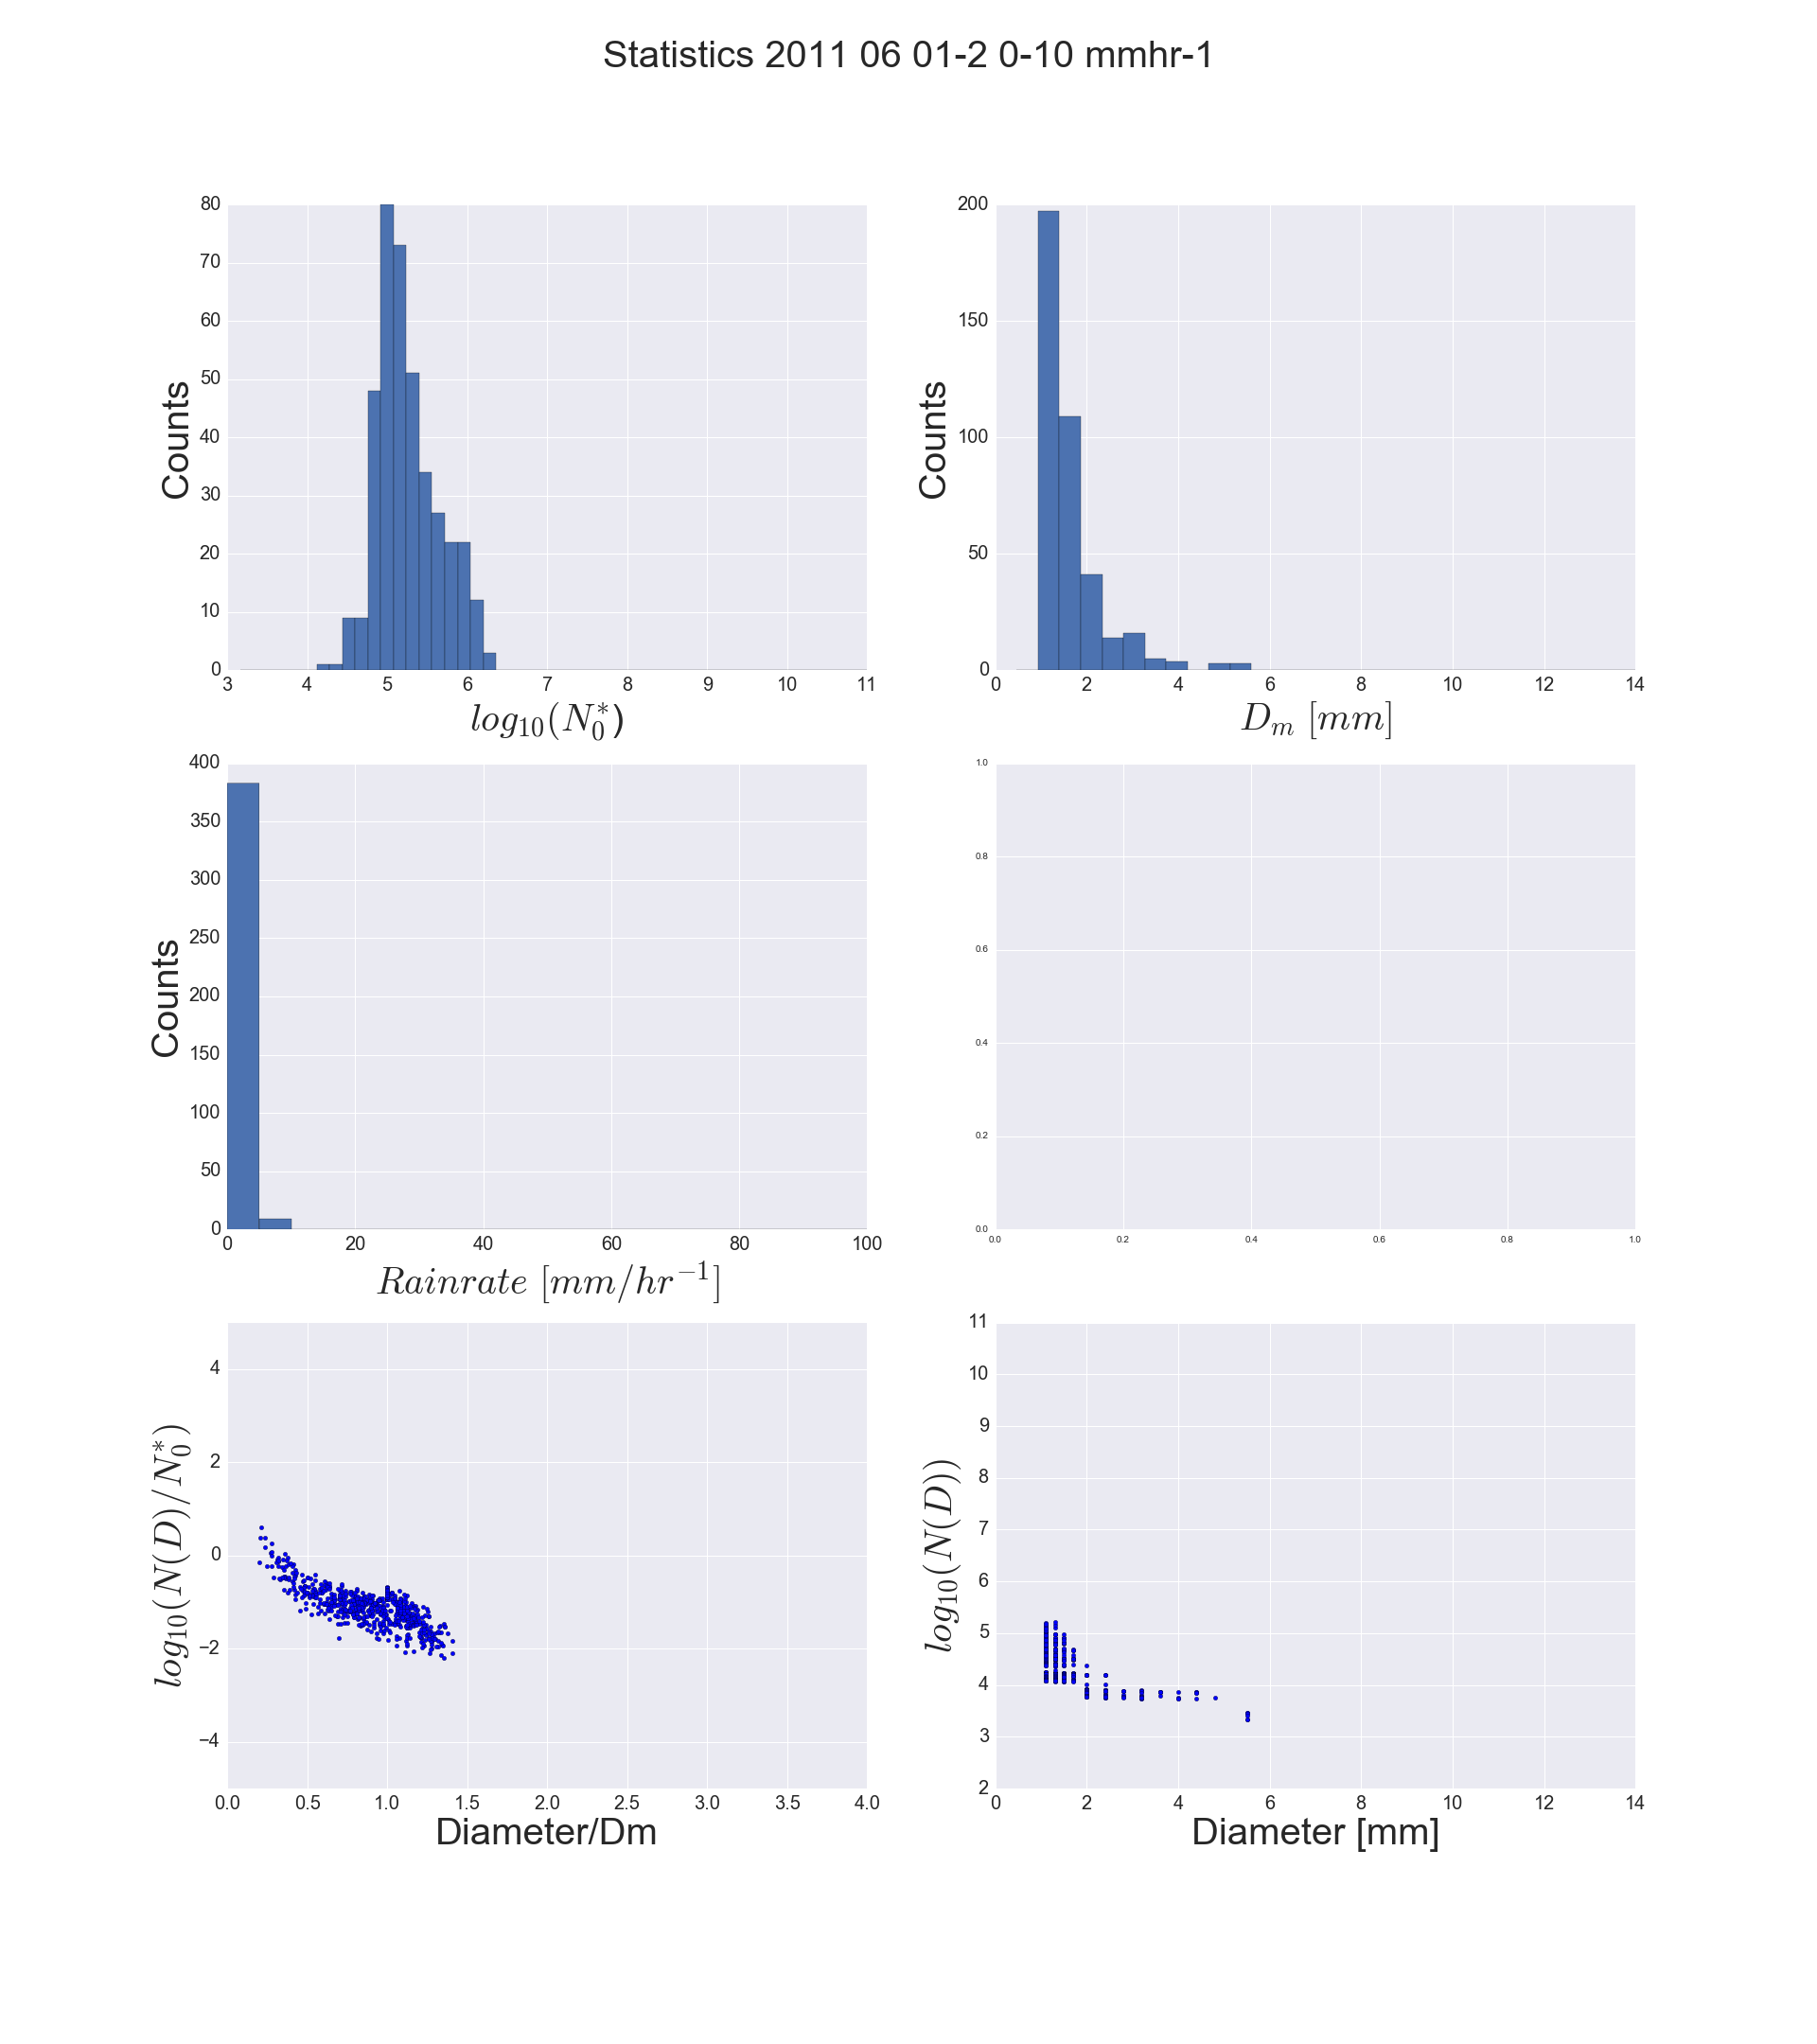 Statistics 2011 06 01-2 0-10 mmhr-1
80
70
60
50
40
30
20
10
0
Counts
3 4 5 6 7 8 9 10 11
log₁₀(N₀*)
200
150
100
50
0
Counts
0 2 4 6 8 10 12 14
Dₘ [mm]
400
350
300
250
200
150
100
50
0
Counts
0 20 40 60 80 100
Rainrate [mm/hr⁻¹]
1.0
0.8
0.6
0.4
0.2
0.0
0.0 0.2 0.4 0.6 0.8 1.0
4
2
0
−2
−4
log₁₀(N(D)/N₀*)
0.0 0.5 1.0 1.5 2.0 2.5 3.0 3.5 4.0
Diameter/Dm
11
10
9
8
7
6
5
4
3
2
log₁₀(N(D))
0 2 4 6 8 10 12 14
Diameter [mm]